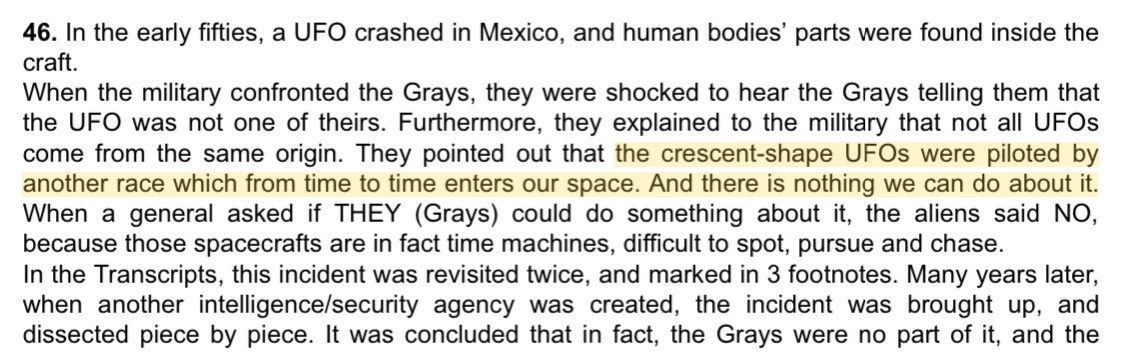 46. In the early fifties, a UFO crashed in Mexico, and human bodies’ parts were found inside the
craft.
When the military confronted the Grays, they were shocked to hear the Grays telling them that
the UFO was not one of theirs. Furthermore, they explained to the military that not all UFOs
come from the same origin. They pointed out that the crescent-shape UFOs were piloted by
another race which from time to time enters our space. And there is nothing we can do about it.
When a general asked if THEY (Grays) could do something about it, the aliens said NO,
because those spacecrafts are in fact time machines, difficult to spot, pursue and chase.
In the Transcripts, this incident was revisited twice, and marked in 3 footnotes. Many years later,
when another intelligence/security agency was created, the incident was brought up, and
dissected piece by piece. It was concluded that in fact, the Grays were no part of it, and the